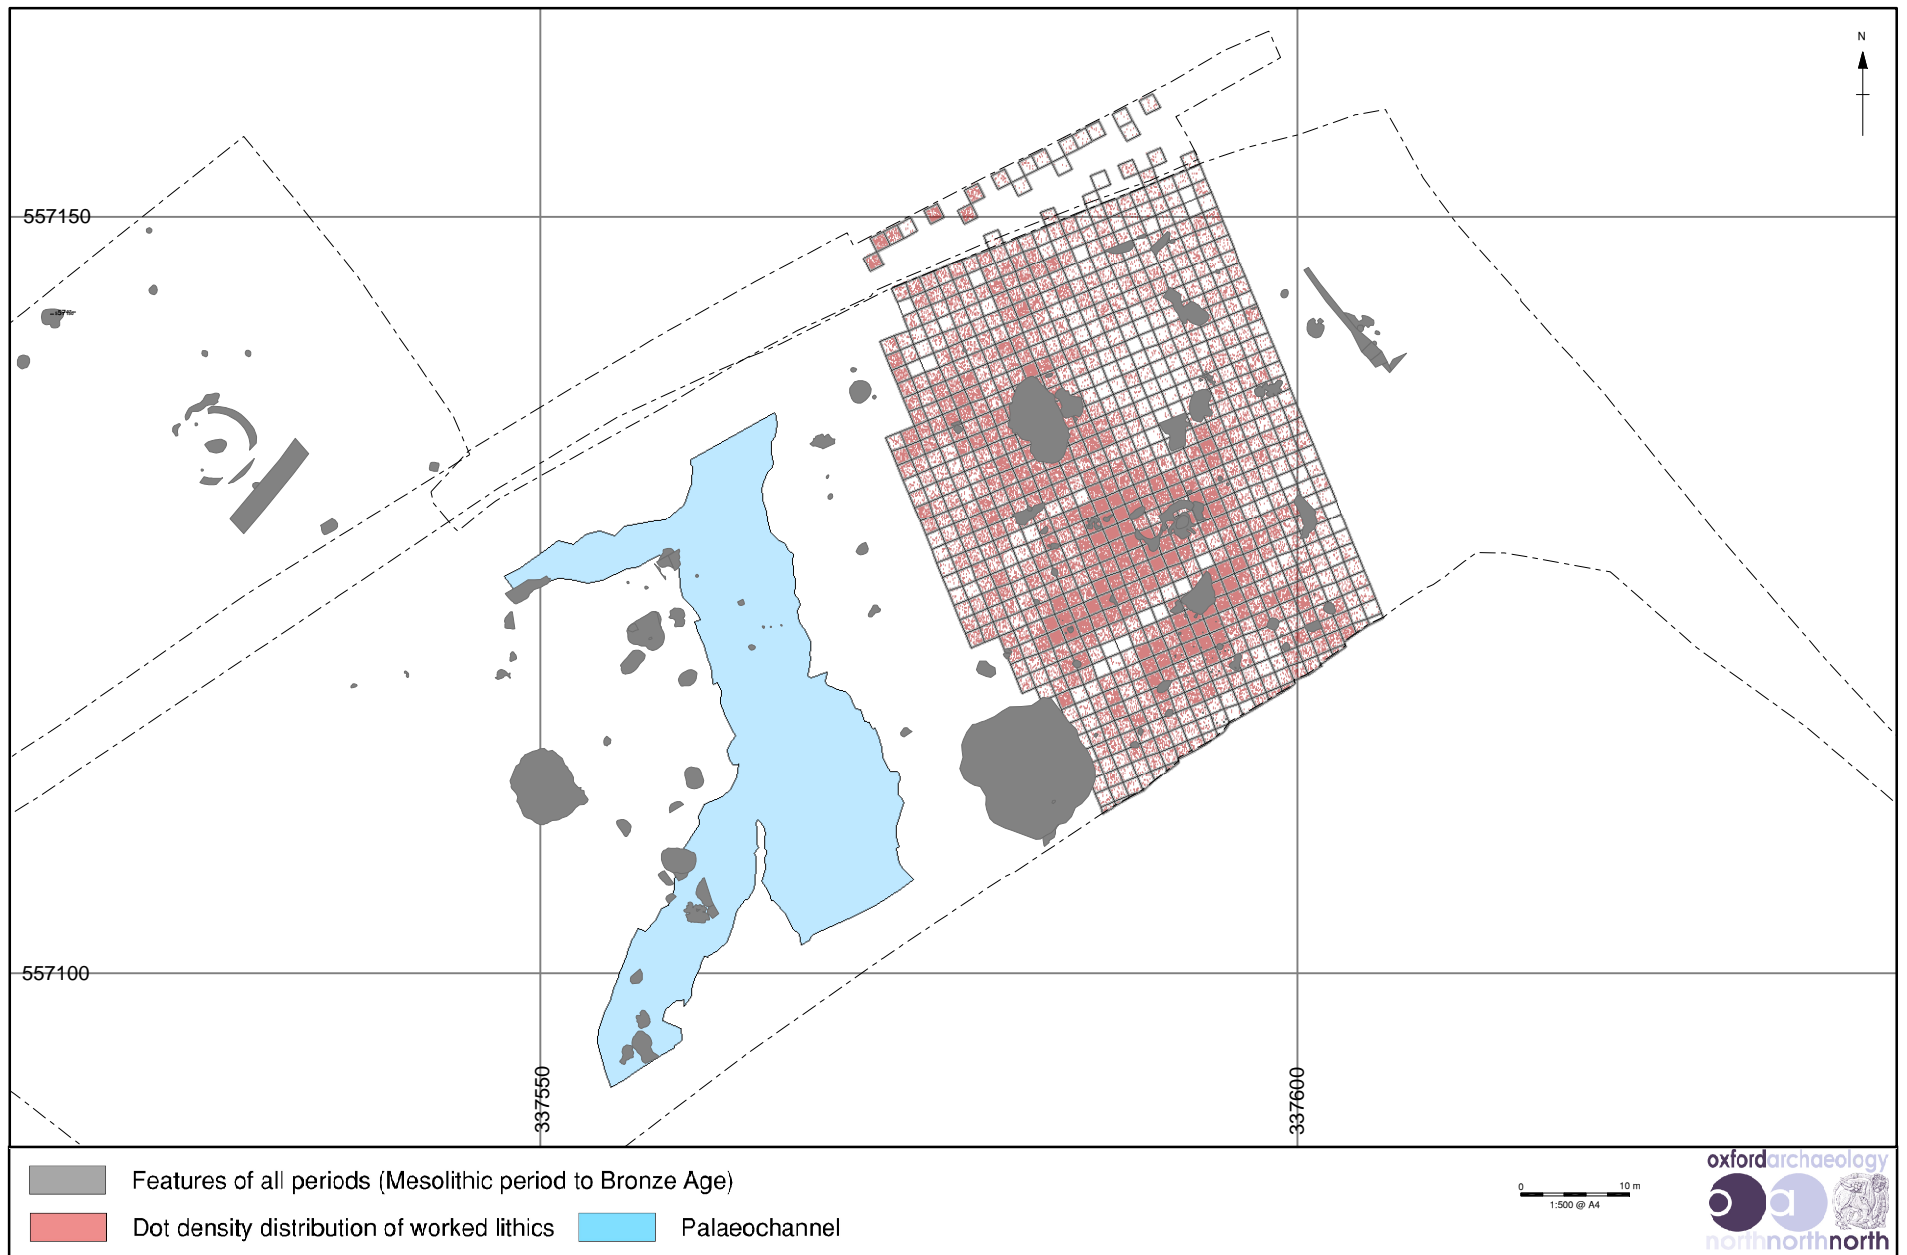 N
557150
557100
337550
337600
Features of all periods (Mesolithic period to Bronze Age)
Dot density distribution of worked lithics
Palaeochannel
0 10 m
1:500 @ A4
oxfordarchaeology
oa
northnorthnorth